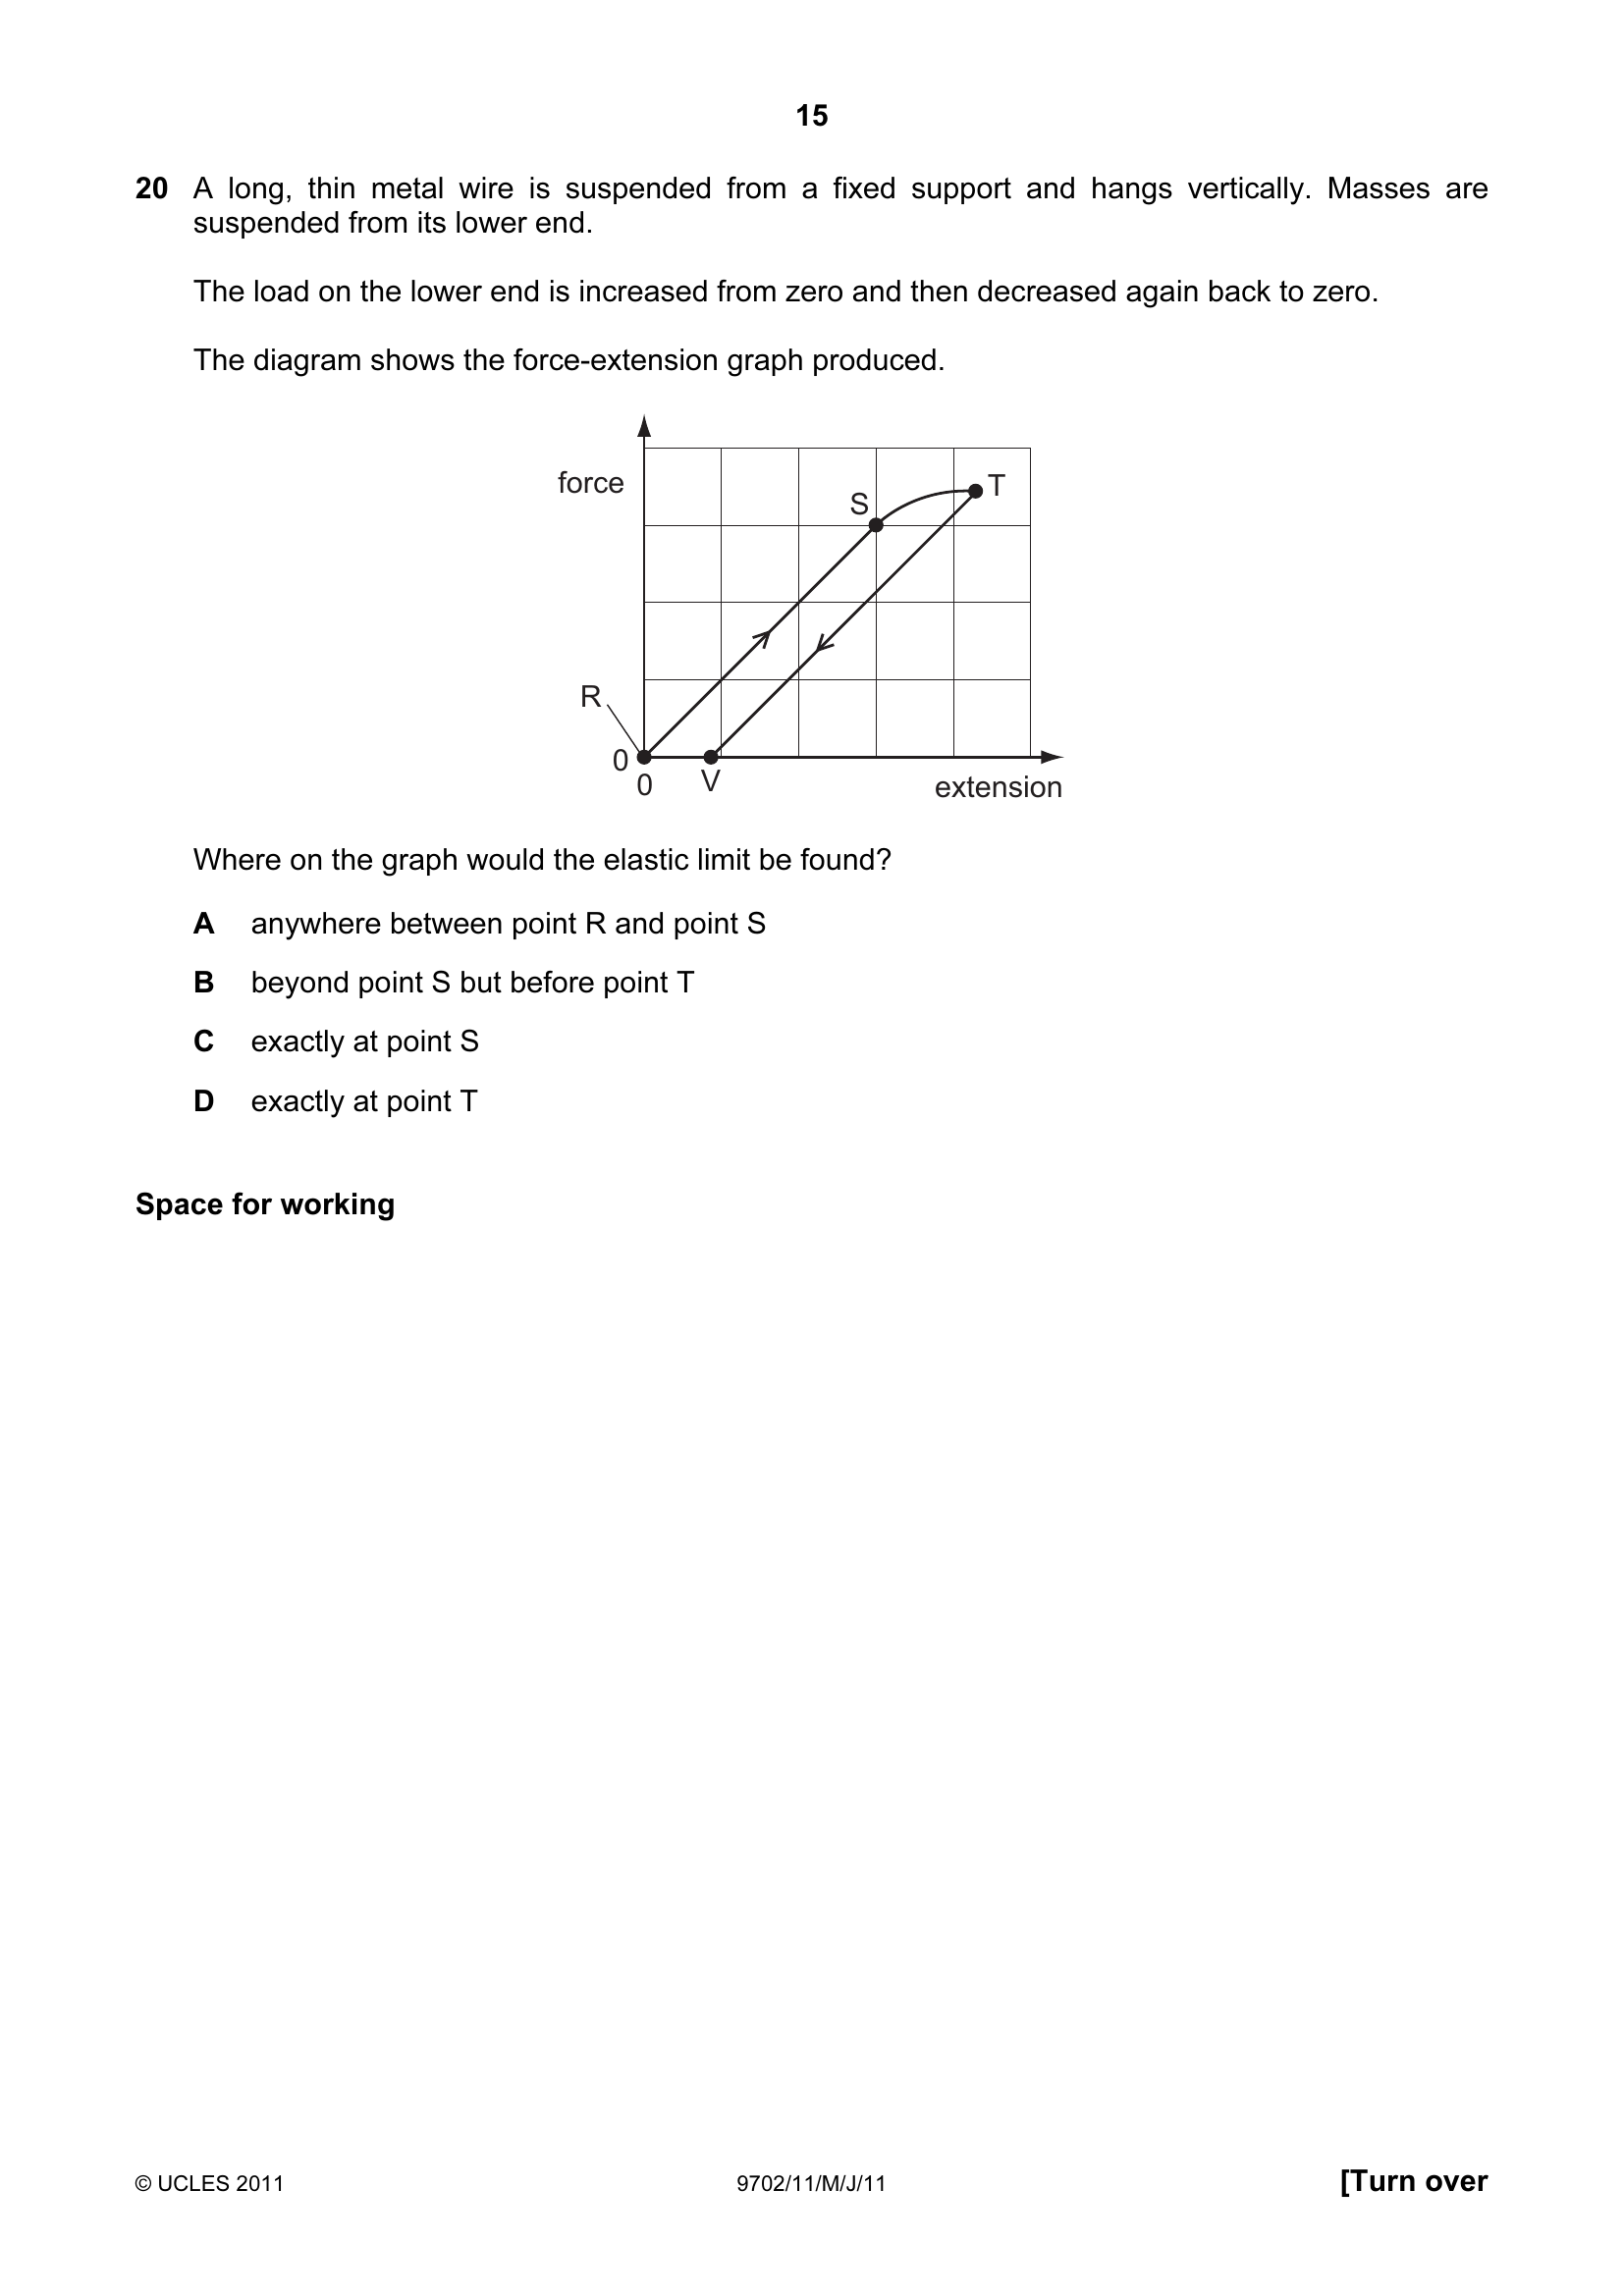 15
20 A long, thin metal wire is suspended from a fixed support and hangs vertically. Masses are
suspended from its lower end.
The load on the lower end is increased from zero and then decreased again back to zero.
The diagram shows the force-extension graph produced.
force
S
T
R
0
0
V
extension
Where on the graph would the elastic limit be found?
A anywhere between point R and point S
B beyond point S but before point T
C exactly at point S
D exactly at point T
Space for working
© UCLES 2011 9702/11/M/J/11 [Turn over